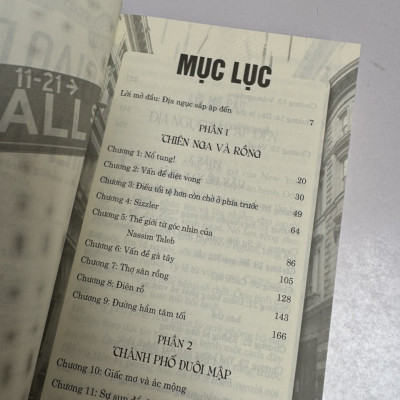 11-21→
ALL
MỤC LỤC
Lời mở đầu: Địa ngục sắp ập đến 7
PHẦN 1
THIÊN NGA VÀ RỒNG
Chương 1: Nổ tung! 20
Chương 2: Vấn đề diệt vong 30
Chương 3: Điều tồi tệ hơn còn chờ ở phía trước 49
Chương 4: Sizzler 64
Chương 5: Thế giới từ góc nhìn của
Nassim Taleb 86
Chương 6: Vấn đề gà tây 105
Chương 7: Thợ săn rồng 128
Chương 8: Điên rồ 143
Chương 9: Đường hầm tăm tối 166
PHẦN 2
THÀNH PHỐ DƯỚI MẬP
Chương 10: Giấc mơ và ác mộng
Chương 11: Sự sụp đổ